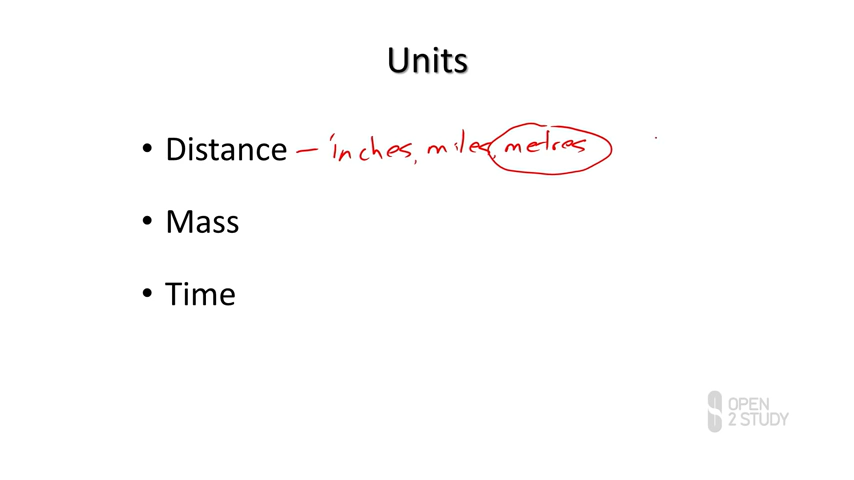 Units
• Distance – inches, miles, metres
• Mass
• Time
OPEN
2 STUDY